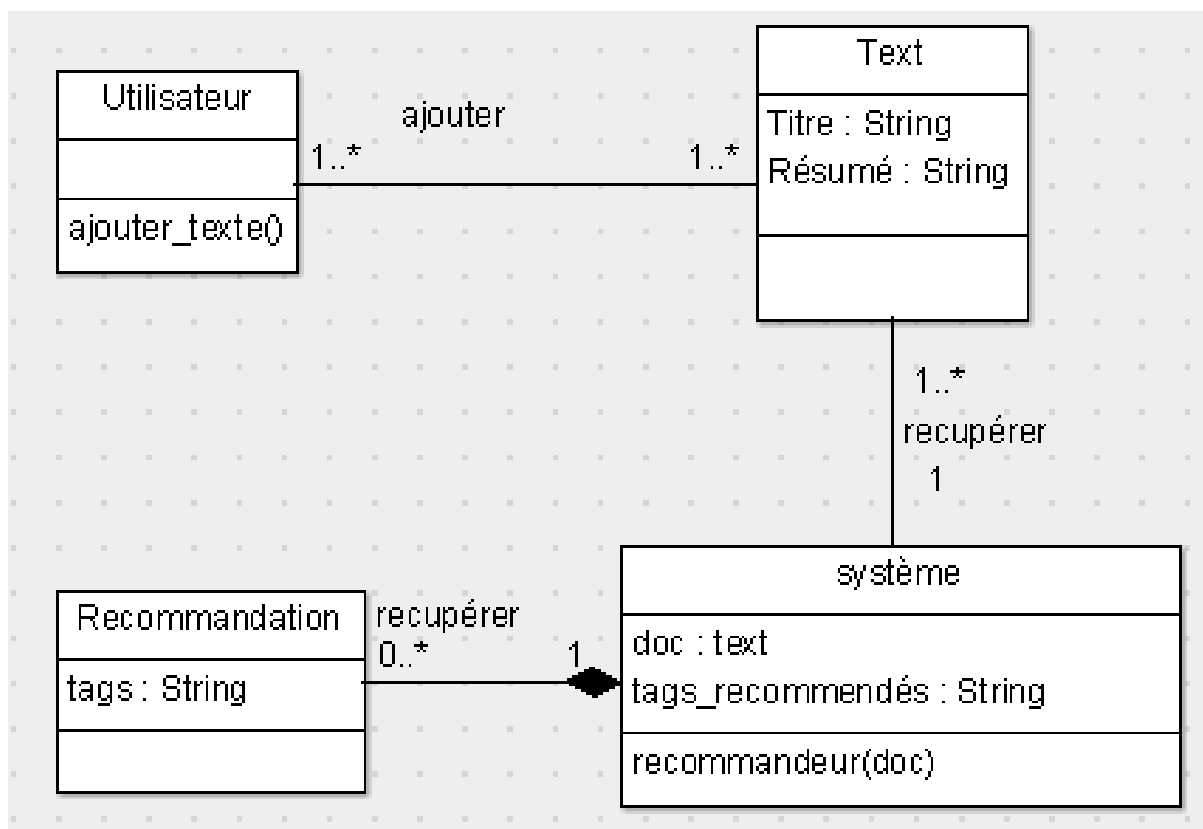 Utilisateur
ajouter_texte()
ajouter
1..*
1..*
Text
Titre : String
Résumé : String
1..*
recupérer
1
système
doc : text
tags_recommendés : String
recommandeur(doc)
recupérer
0..*
1
Recommandation
tags : String